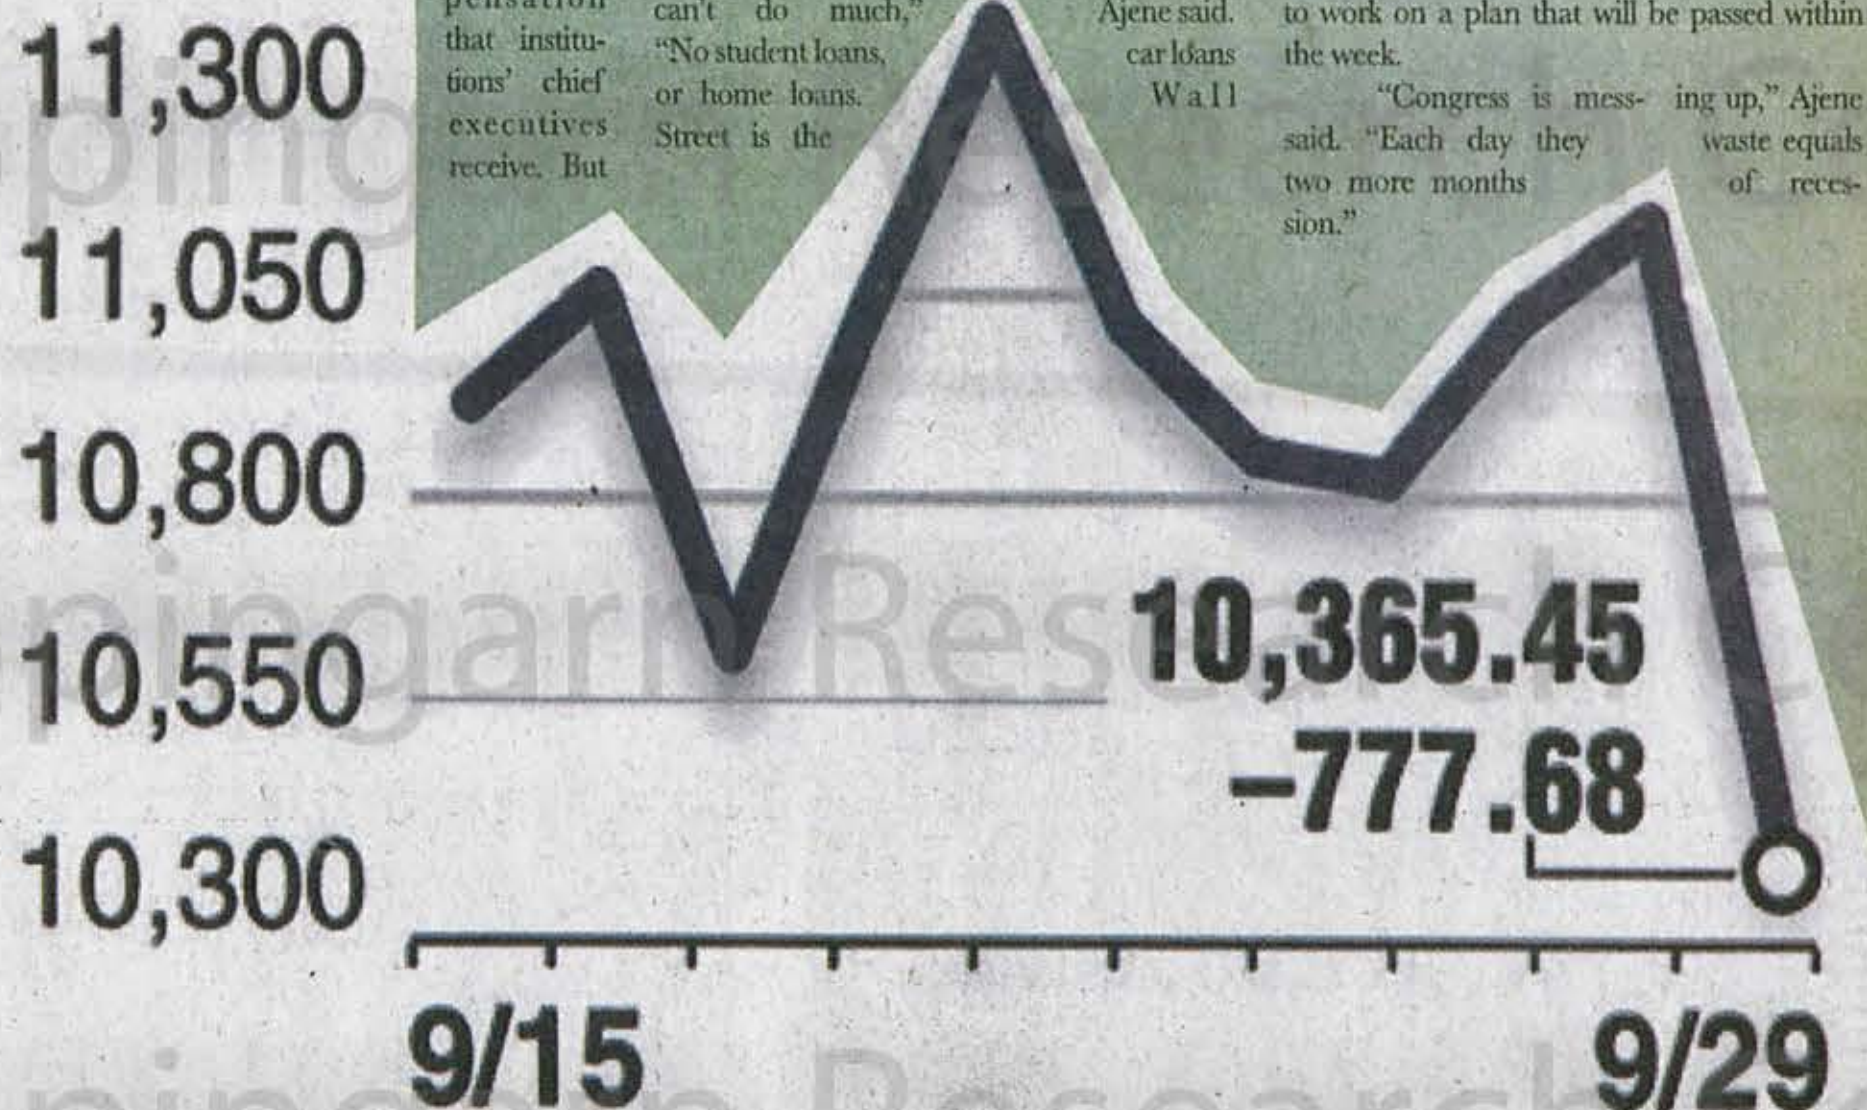 pensation
that institu-
tions' chief
executives
receive. But
can't do much,"
"No student loans,
or home loans.
Street is the
Ajene said.
car loans
Wall
to work on a plan that will be passed within
the week.
"Congress is mess- ing up," Ajene
said. "Each day they waste equals
two more months of reces-
sion."
11,300
11,050
10,800
10,550
10,300
10,365.45
–777.68
9/15 9/29